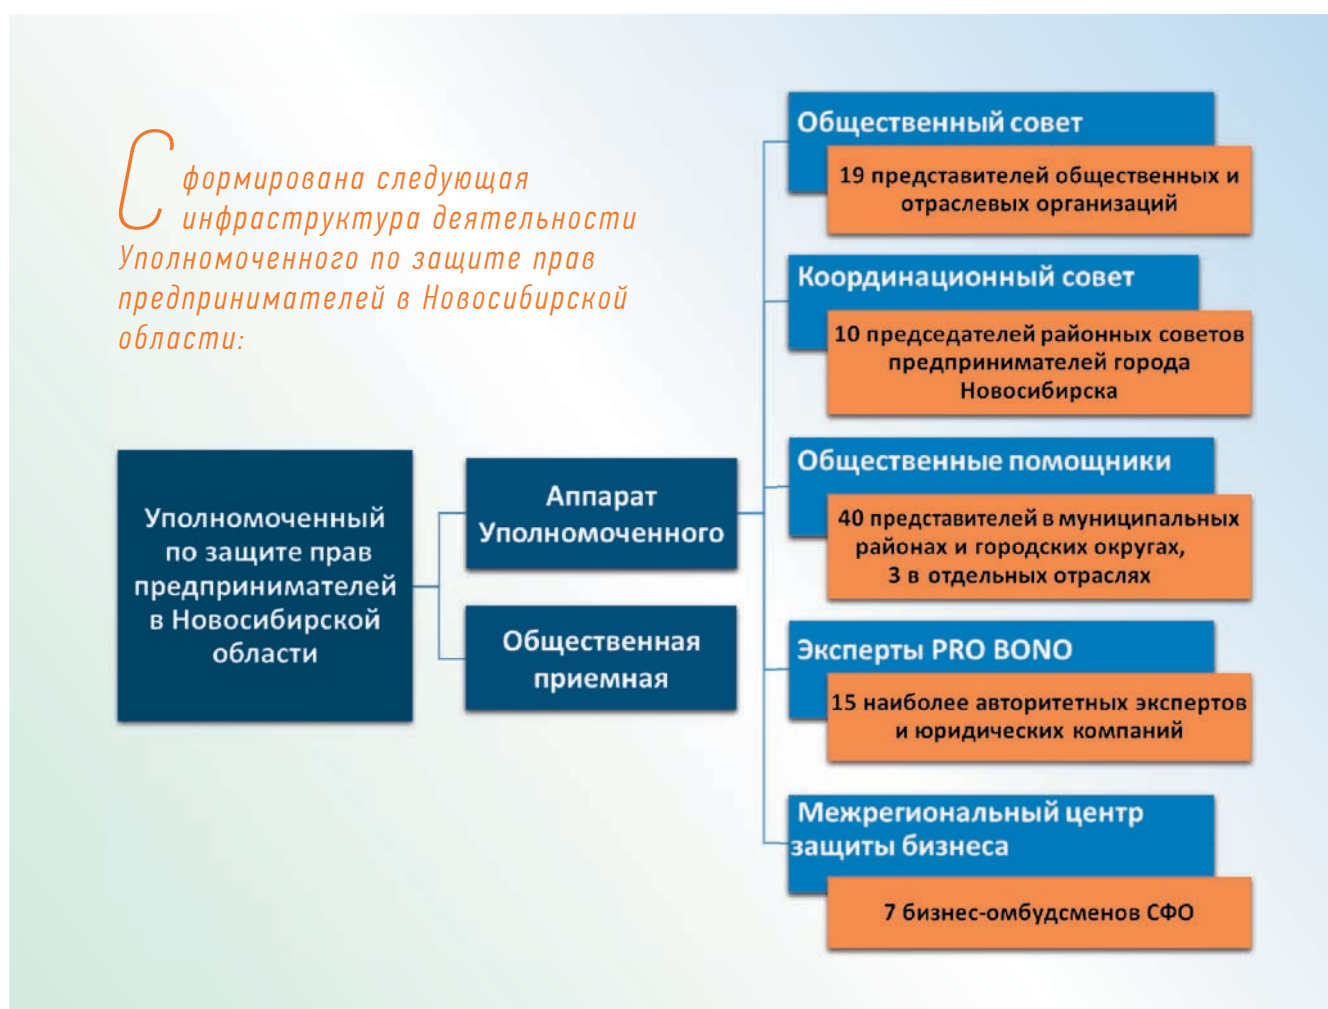 Сформирована следующая
инфраструктура деятельности
Уполномоченного по защите прав
предпринимателей в Новосибирской
области:
Уполномоченный
по защите прав
предпринимателей
в Новосибирской
области
Аппарат
Уполномоченного
Общественная
приемная
Общественный совет
19 представителей общественных и
отраслевых организаций
Координационный совет
10 председателей районных советов
предпринимателей города
Новосибирска
Общественные помощники
40 представителей в муниципальных
районах и городских округах,
3 в отдельных отраслях
Эксперты PRO BONO
15 наиболее авторитетных экспертов
и юридических компаний
Межрегиональный центр
защиты бизнеса
7 бизнес-омбудсменов СФО